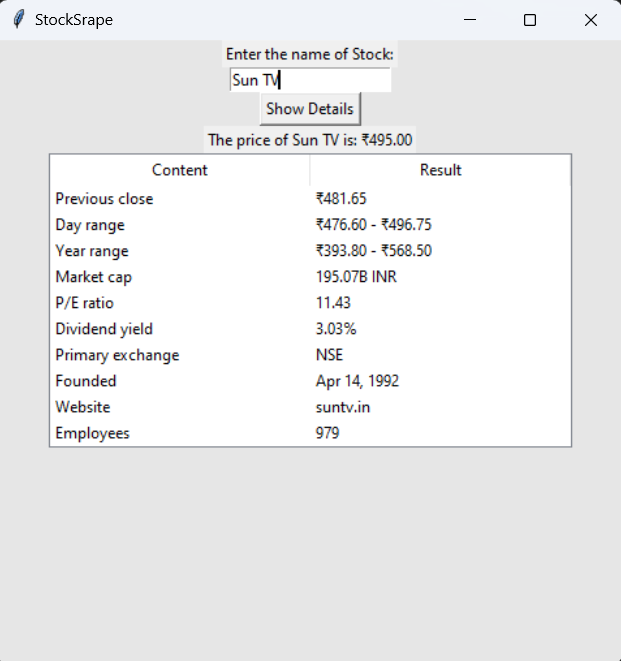 StockSrape
Enter the name of Stock:
Sun TV
Show Details
The price of Sun TV is: ₹495.00
Content Result
Previous close ₹481.65
Day range ₹476.60 - ₹496.75
Year range ₹393.80 - ₹568.50
Market cap 195.07B INR
P/E ratio 11.43
Dividend yield 3.03%
Primary exchange NSE
Founded Apr 14, 1992
Website suntv.in
Employees 979